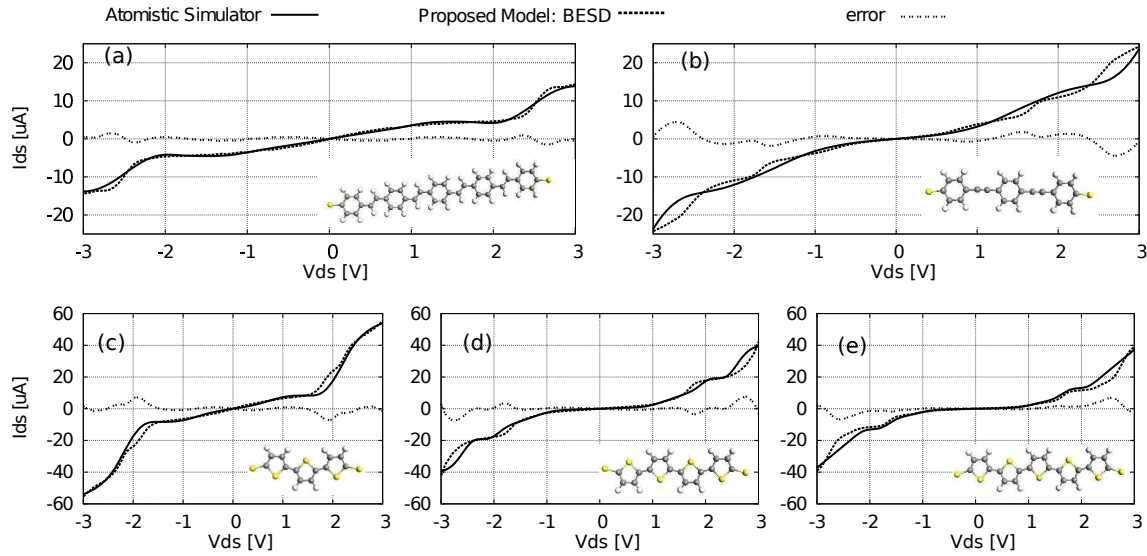 Atomistic Simulator Proposed Model: BESD error
(a) (b)
Ids [uA]
20 20
10 10
0 0
-10 -10
-20 -20
-3 -2 -1 0 1 2 3 -3 -2 -1 0 1 2 3
Vds [V] Vds [V]
(c) (d) (e)
Ids [uA]
60 60 60
40 40 40
20 20 20
0 0 0
-20 -20 -20
-40 -40 -40
-60 -60 -60
-3 -2 -1 0 1 2 3 -3 -2 -1 0 1 2 3 -3 -2 -1 0 1 2 3
Vds [V] Vds [V] Vds [V]